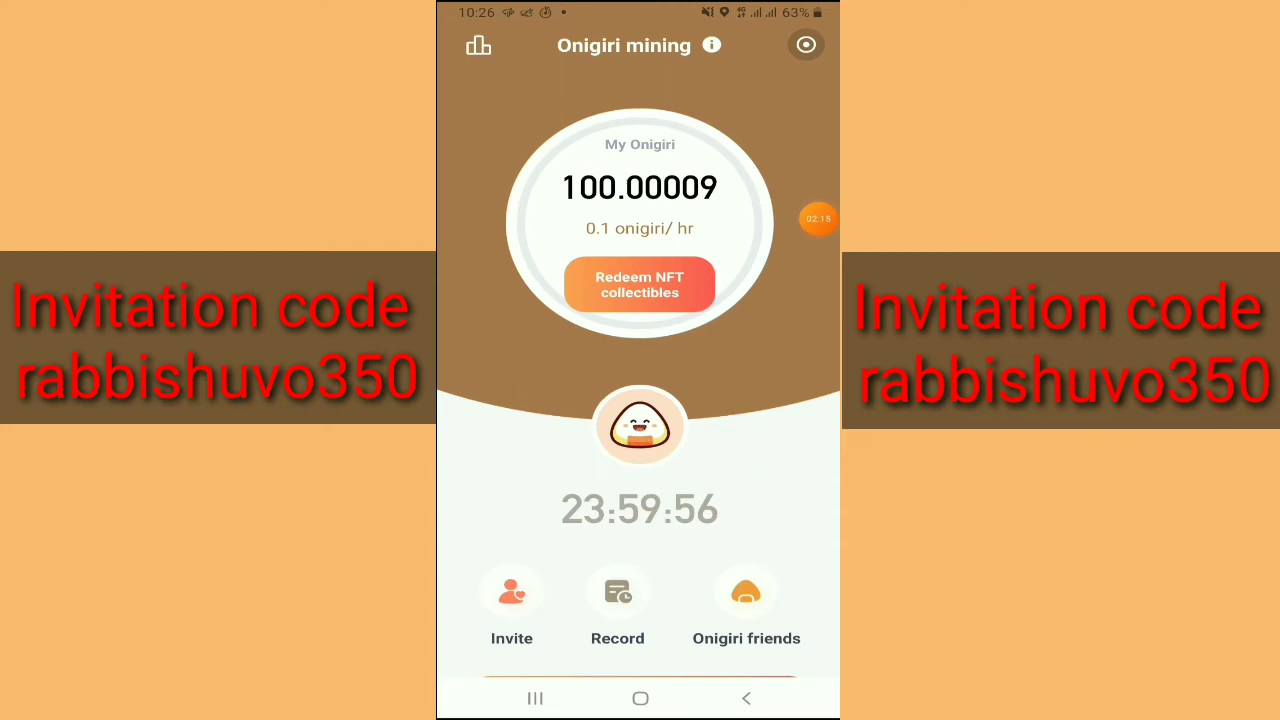 10:26
63%
Onigiri mining
My Onigiri
100.00009
0.1 onigiri/ hr
Redeem NFT
collectibles
02:15
Invitation code
rabbishuvo350
Invitation code
rabbishuvo350
23:59:56
Invite Record Onigiri friends